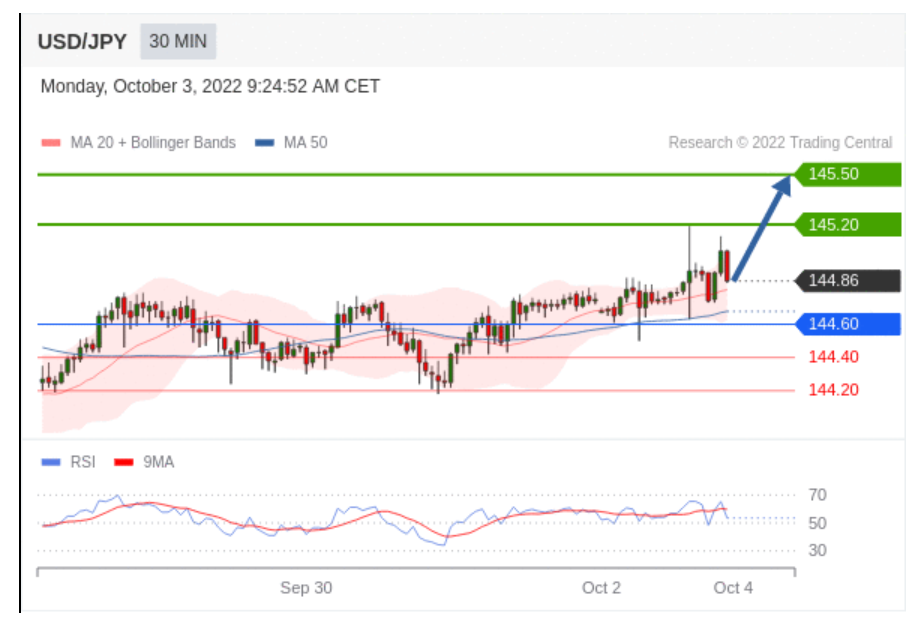 USD/JPY 30 MIN
Monday, October 3, 2022 9:24:52 AM CET
MA 20 + Bollinger Bands MA 50 Research © 2022 Trading Central
145.50
145.20
144.86
144.60
144.40
144.20
RSI 9MA
70
50
30
Sep 30 Oct 2 Oct 4